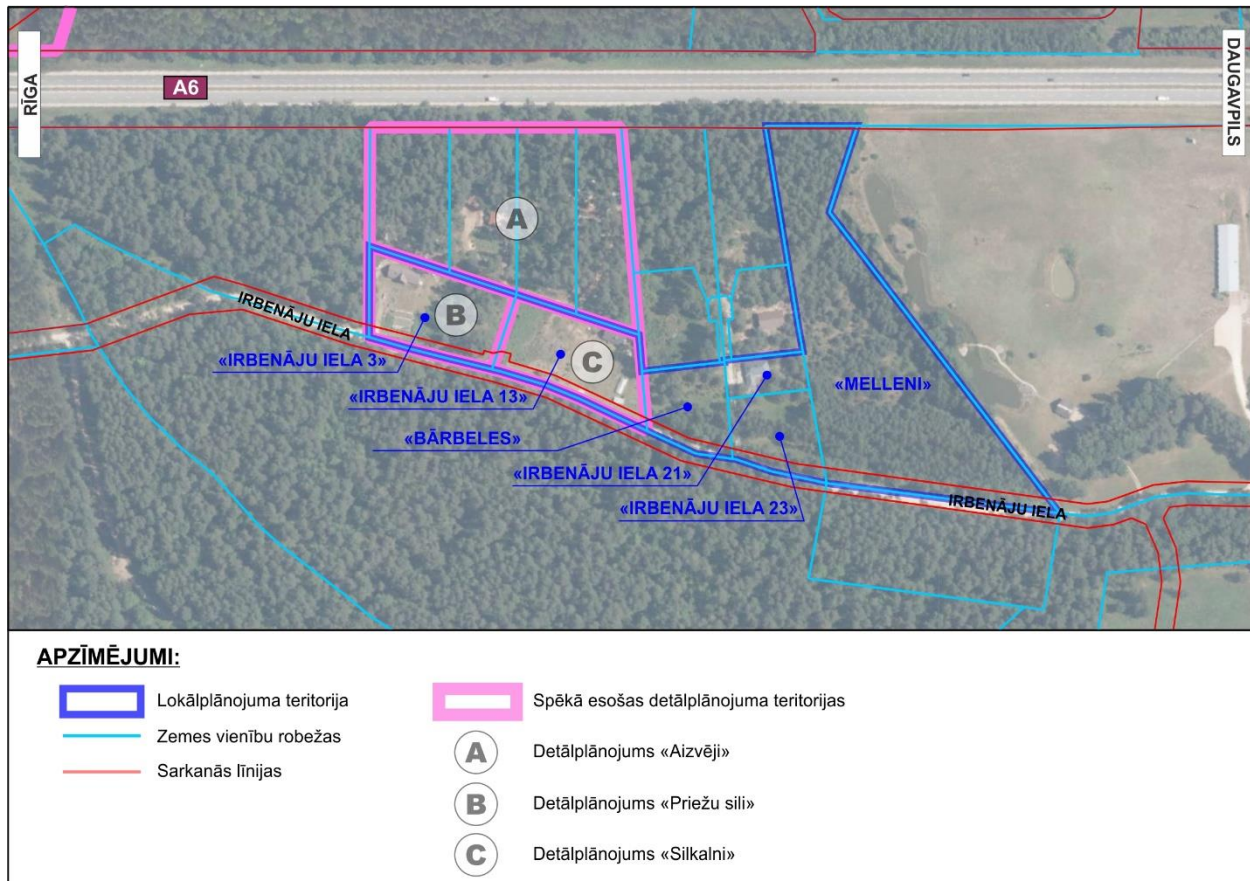 RĪGA
A6
DAUGAVPILS
A
B
C
IRBENĀJU IELA
«IRBENĀJU IELA 3»
«IRBENĀJU IELA 13»
«BĀRBELES»
«IRBENĀJU IELA 21»
«IRBENĀJU IELA 23»
«MELLENI»
IRBENĀJU IELA
APZĪMĒJUMI:
Lokālplānojuma teritorija
Zemes vienību robežas
Sarkanās līnijas
Spēkā esošas detālplānojuma teritorijas
A Detālplānojums «Aizvēji»
B Detālplānojums «Priežu sili»
C Detālplānojums «Silkalni»